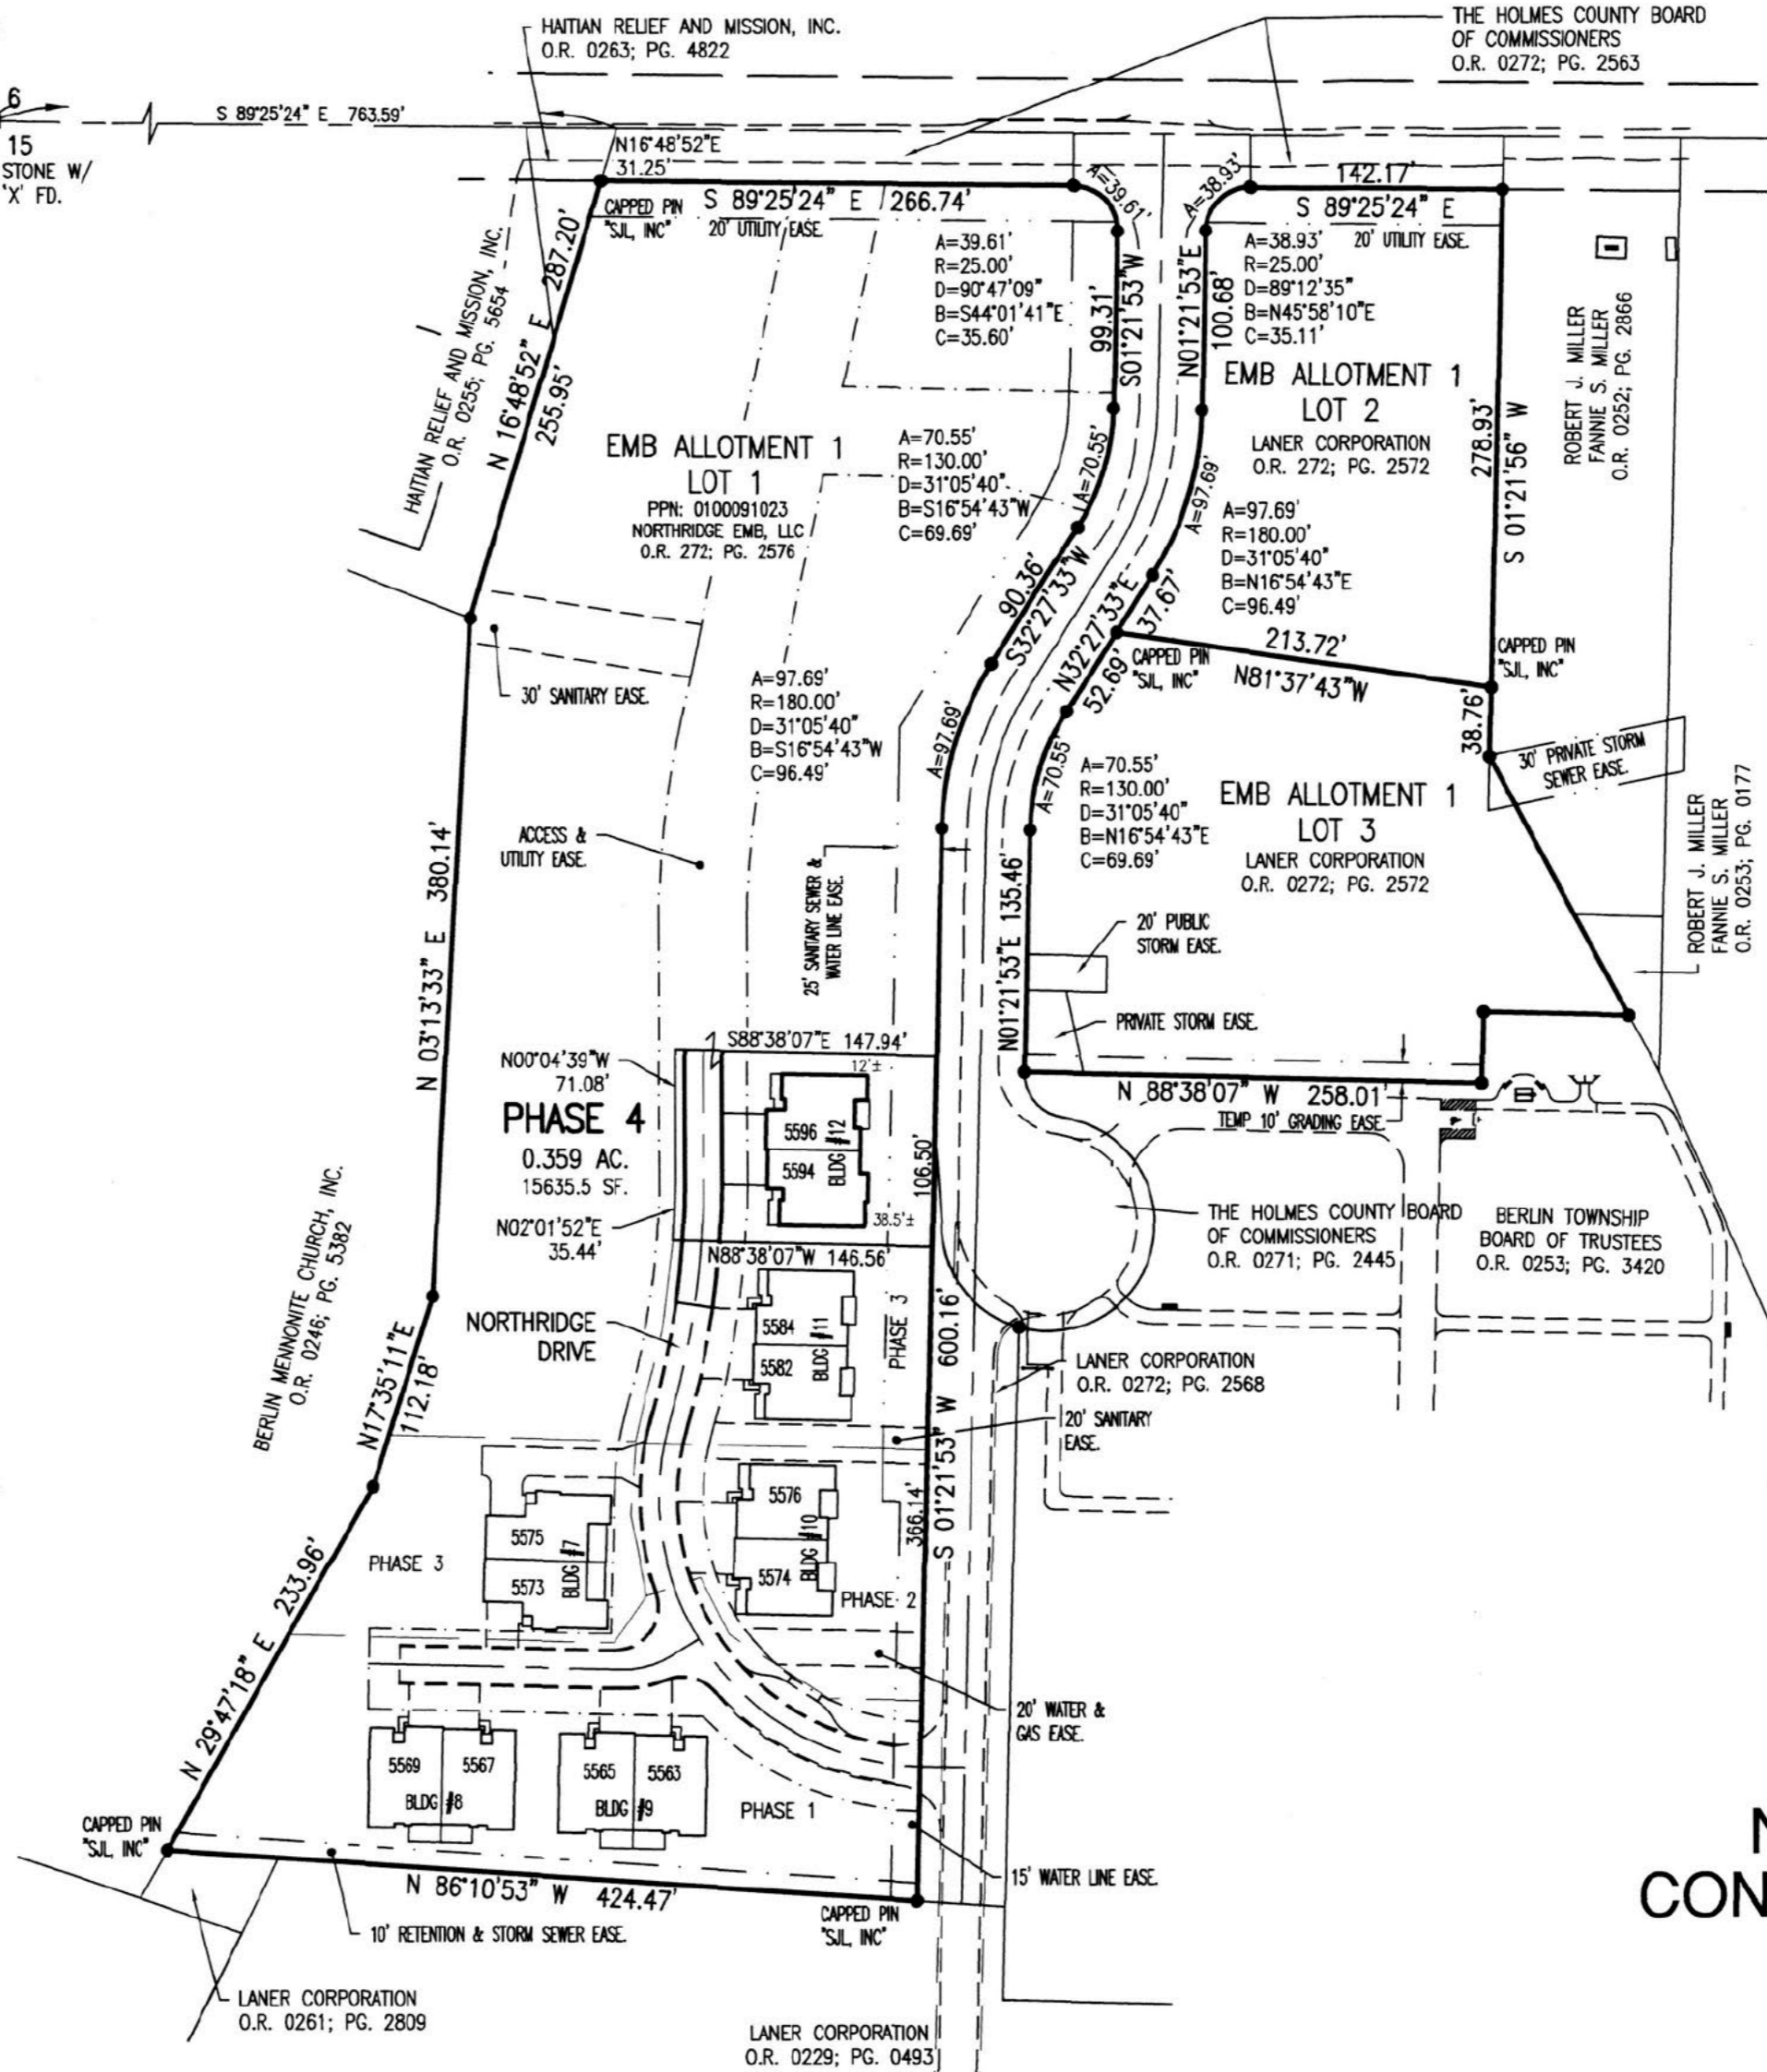 HAITIAN RELIEF AND MISSION, INC.
O.R. 0263; PG. 4822
THE HOLMES COUNTY BOARD
OF COMMISSIONERS
O.R. 0272; PG. 2563
6
15
STONE W/
'X' FD.
S 89°25'24" E 763.59'
N16°48'52"E
31.25'
CAPPED PIN
"SJL, INC"
S 89°25'24" E 266.74'
20' UTILITY EASE.
A=39.61'
A=38.93'
142.17'
S 89°25'24" E
20' UTILITY EASE.
A=39.61'
R=25.00'
D=90°47'09"
B=S44°01'41"E
C=35.60'
99.31'
S01°21'53"W
N01°21'53"E
100.68'
A=38.93'
R=25.00'
D=89°12'35"
B=N45°58'10"E
C=35.11'
HAITIAN RELIEF AND MISSION, INC.
O.R. 0255; PG. 5654
287.20'
N 16°48'52" E
255.95'
EMB ALLOTMENT 1
LOT 1
PPN: 0100091023
NORTHRIDGE EMB, LLC
O.R. 272; PG. 2576
A=70.55'
R=130.00'
D=31°05'40"
B=S16°54'43"W
C=69.69'
A=70.55'
A=97.69'
EMB ALLOTMENT 1
LOT 2
LANER CORPORATION
O.R. 272; PG. 2572
A=97.69'
R=180.00'
D=31°05'40"
B=N16°54'43"E
C=96.49'
278.93'
S 01°21'56" W
ROBERT J. MILLER
FANNIE S. MILLER
O.R. 0252; PG. 2866
90.36'
S32°27'33"W
N32°27'33"E
37.67'
52.69'
CAPPED PIN
"SJL, INC"
213.72'
N81°37'43"W
CAPPED PIN
"SJL, INC"
38.76'
30' PRIVATE STORM
SEWER EASE.
ROBERT J. MILLER
FANNIE S. MILLER
O.R. 0253; PG. 0177
30' SANITARY EASE.
A=97.69'
R=180.00'
D=31°05'40"
B=S16°54'43"W
C=96.49'
A=97.69'
A=70.55'
A=70.55'
R=130.00'
D=31°05'40"
B=N16°54'43"E
C=69.69'
EMB ALLOTMENT 1
LOT 3
LANER CORPORATION
O.R. 0272; PG. 2572
ACCESS &
UTILITY EASE.
25' SANITARY SEWER &
WATER LINE EASE.
N 03°13'33" E 380.14'
N01°21'53"E 135.46'
20' PUBLIC
STORM EASE.
PRIVATE STORM EASE.
N 88°38'07" W 258.01'
TEMP. 10' GRADING EASE.
S88°38'07"E 147.94'
12'±
N00°04'39"W
71.08'
PHASE 4
0.359 AC.
15635.5 SF.
N02°01'52"E
35.44'
5596
5594
BLDG #12
106.50'
38.5'±
N88°38'07"W 146.56'
THE HOLMES COUNTY BOARD
OF COMMISSIONERS
O.R. 0271; PG. 2445
BERLIN TOWNSHIP
BOARD OF TRUSTEES
O.R. 0253; PG. 3420
BERLIN MENNONITE CHURCH, INC.
O.R. 0246; PG. 5382
NORTHRIDGE
DRIVE
5584
5582
BLDG #11
PHASE 3
S 01°21'53" W 600.16'
LANER CORPORATION
O.R. 0272; PG. 2568
20' SANITARY
EASE.
N17°35'11"E
112.18'
366.14'
5575
5573
BLDG #7
PHASE 3
5576
5574
BLDG #10
PHASE 2
N 29°47'18" E 233.96'
20' WATER &
GAS EASE.
5569
5567
BLDG #8
5565
5563
BLDG #9
PHASE 1
CAPPED PIN
"SJL, INC"
15' WATER LINE EASE.
N 86°10'53" W 424.47'
CAPPED PIN
"SJL, INC"
10' RETENTION & STORM SEWER EASE.
N
CON
LANER CORPORATION
O.R. 0261; PG. 2809
LANER CORPORATION
O.R. 0229; PG. 0493